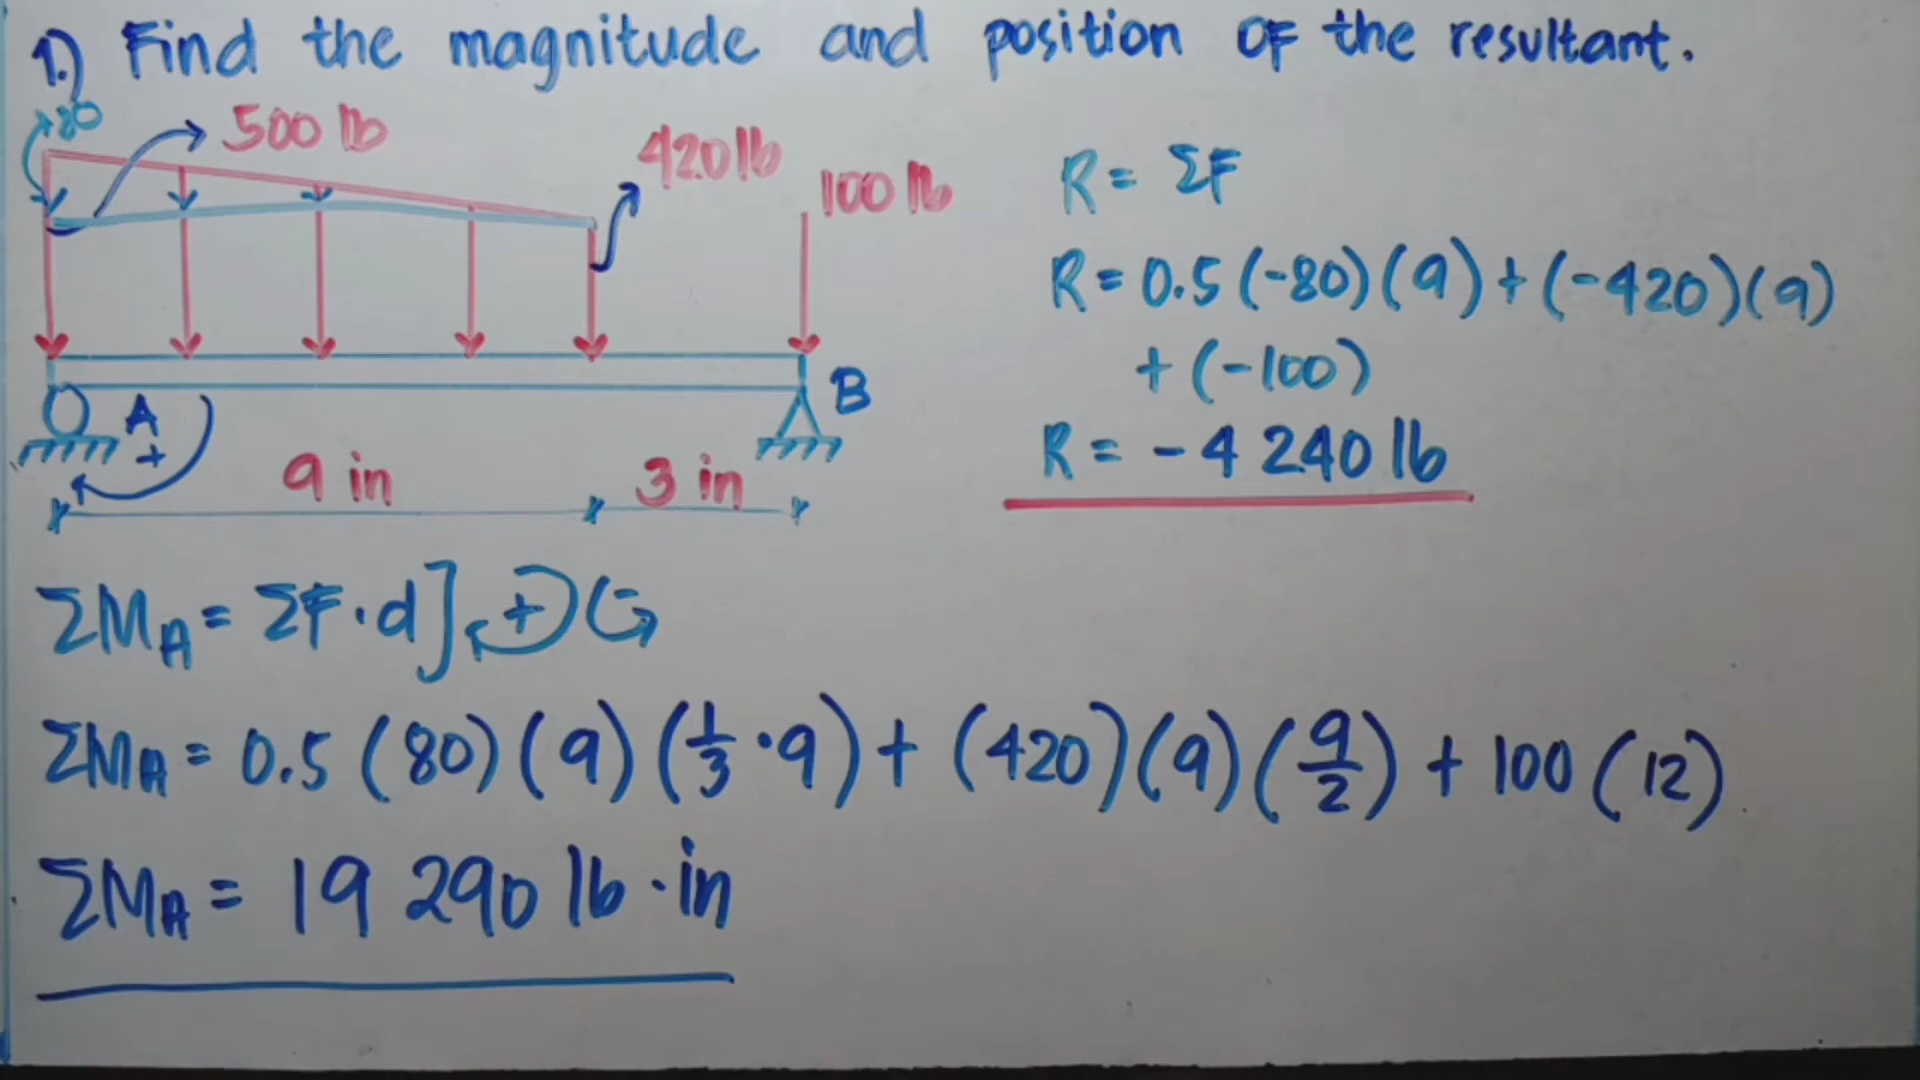 1.) Find the magnitude and position of the resultant.
80
500 lb
420 lb
100 lb
A
+
B
9 in
3 in
R = ΣF
R = 0.5 (-80) (9) + (-420) (9)
+ (-100)
R = - 4 240 lb
ΣMA = ΣF · d] + -
ΣMA = 0.5 (80) (9) (1/3 · 9) + (420) (9) (9/2) + 100 (12)
ΣMA = 19 290 lb · in